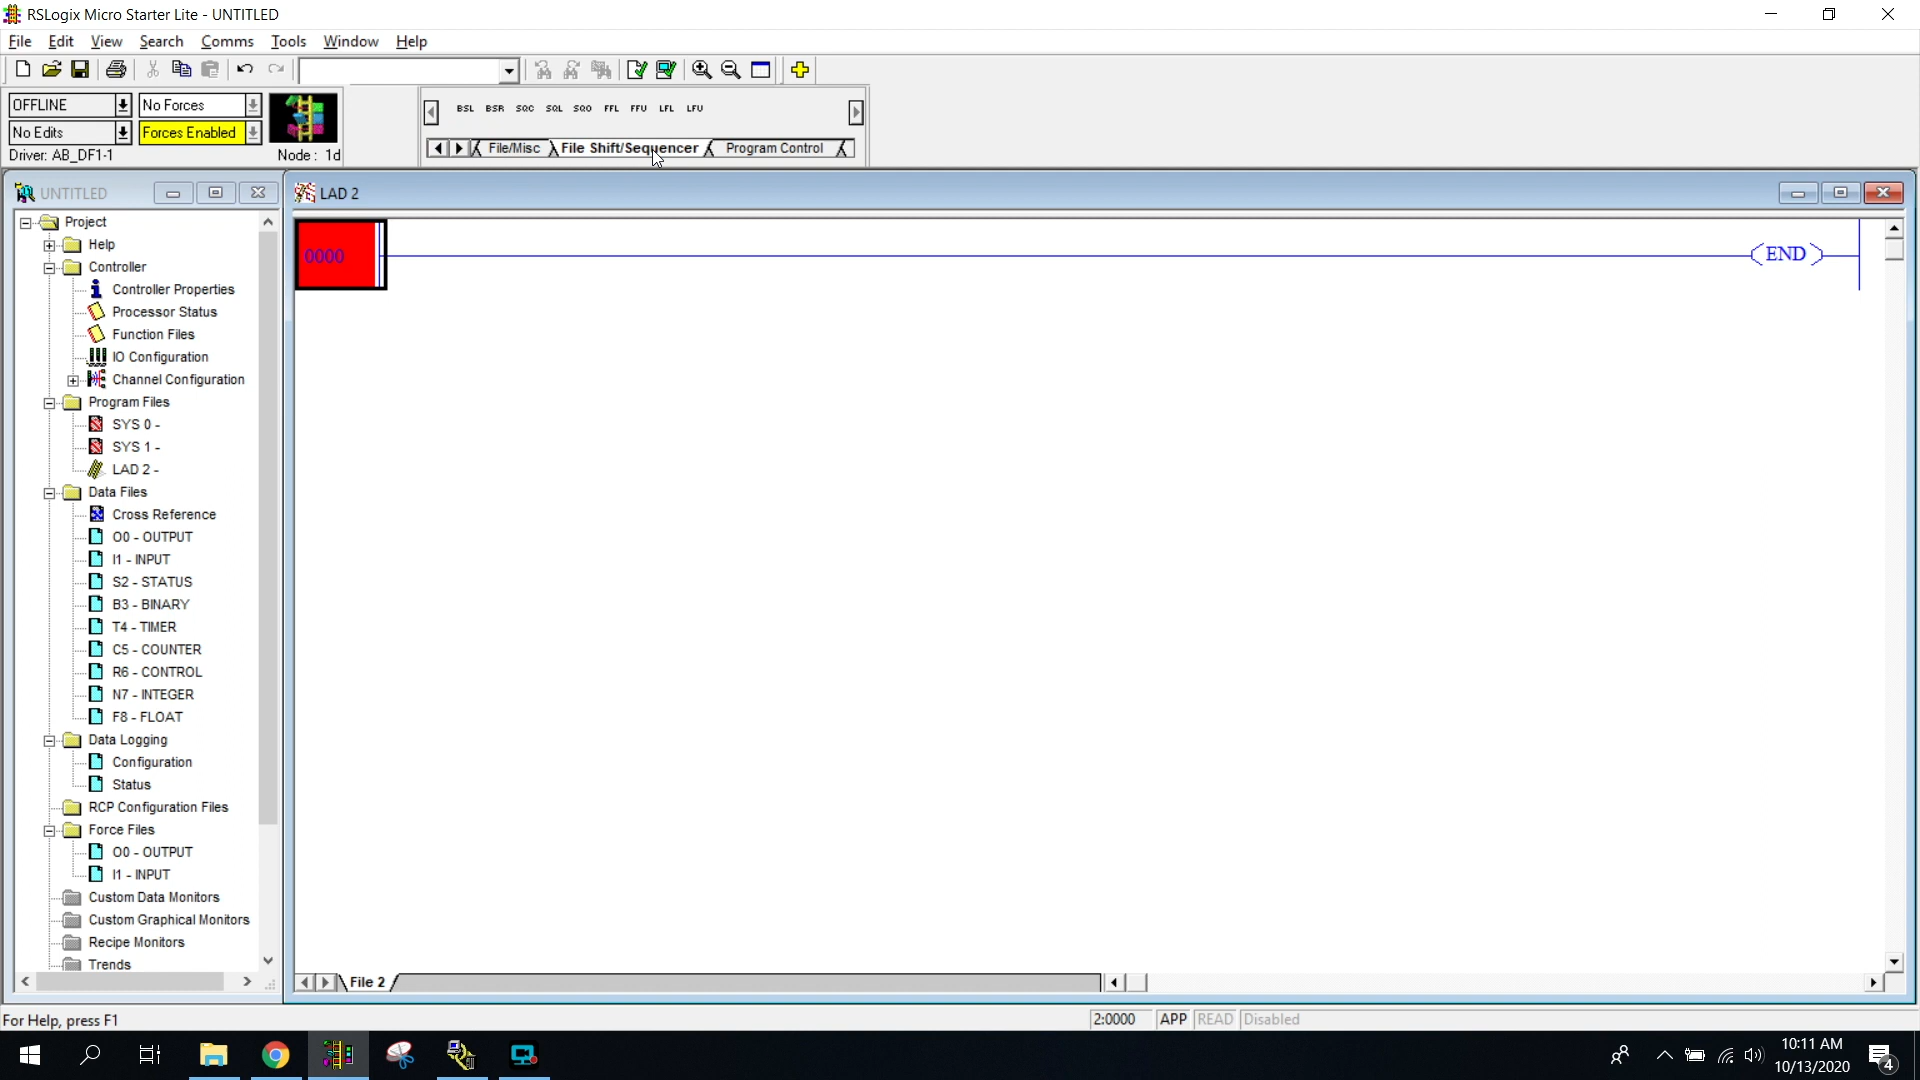 RSLogix Micro Starter Lite - UNTITLED
File Edit View Search Comms Tools Window Help
OFFLINE No Forces
No Edits Forces Enabled
Driver: AB_DF1-1 Node : 1d
BSL BSR SQC SQL SQO FFL FFU LFL LFU
File/Misc File Shift/Sequencer Program Control
UNTITLED
Project
Help
Controller
Controller Properties
Processor Status
Function Files
IO Configuration
Channel Configuration
Program Files
SYS 0 -
SYS 1 -
LAD 2 -
Data Files
Cross Reference
O0 - OUTPUT
I1 - INPUT
S2 - STATUS
B3 - BINARY
T4 - TIMER
C5 - COUNTER
R6 - CONTROL
N7 - INTEGER
F8 - FLOAT
Data Logging
Configuration
Status
RCP Configuration Files
Force Files
O0 - OUTPUT
I1 - INPUT
Custom Data Monitors
Custom Graphical Monitors
Recipe Monitors
Trends
LAD 2
0000 END
File 2
For Help, press F1 2:0000 APP READ Disabled
10:11 AM
10/13/2020
4